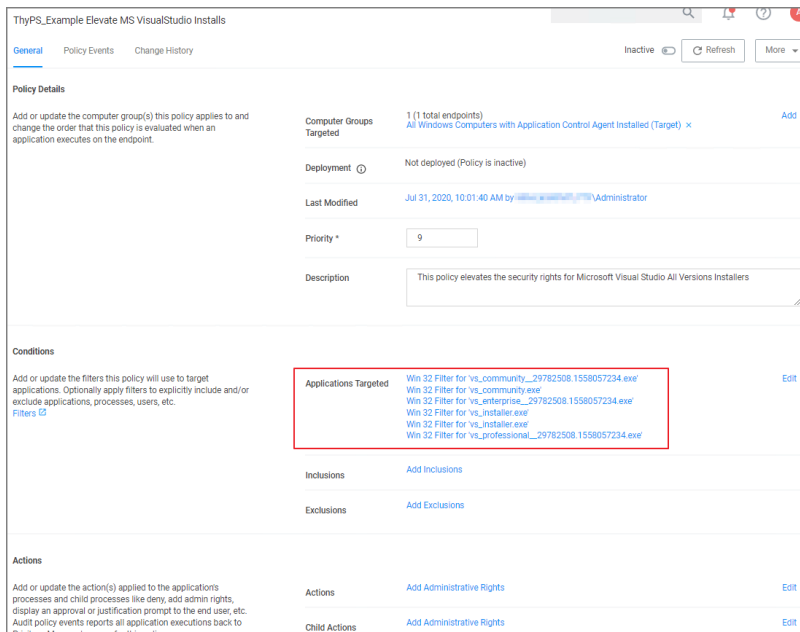 ThyPS_Example Elevate MS VisualStudio Installs
General
Policy Events
Change History
Inactive
Refresh
More
Policy Details
Add or update the computer group(s) this policy applies to and
change the order that this policy is evaluated when an
application executes on the endpoint.
Computer Groups
Targeted
1 (1 total endpoints)
All Windows Computers with Application Control Agent Installed (Target) ×
Add
Deployment
Not deployed (Policy is inactive)
Last Modified
Jul 31, 2020, 10:01:40 AM by \Administrator
Priority *
9
Description
This policy elevates the security rights for Microsoft Visual Studio All Versions Installers
Conditions
Add or update the filters this policy will use to target
applications. Optionally apply filters to explicitly include and/or
exclude applications, processes, users, etc.
Filters
Applications Targeted
Win 32 Filter for 'vs_community__29782508.1558057234.exe'
Win 32 Filter for 'vs_community.exe'
Win 32 Filter for 'vs_enterprise__29782508.1558057234.exe'
Win 32 Filter for 'vs_installer.exe'
Win 32 Filter for 'vs_installer.exe'
Win 32 Filter for 'vs_professional__29782508.1558057234.exe'
Edit
Inclusions
Add Inclusions
Exclusions
Add Exclusions
Actions
Add or update the action(s) applied to the application's
processes and child processes like deny, add admin rights,
display an approval or justification prompt to the end user, etc.
Audit policy events reports all application executions back to
Actions
Add Administrative Rights
Edit
Child Actions
Add Administrative Rights
Edit